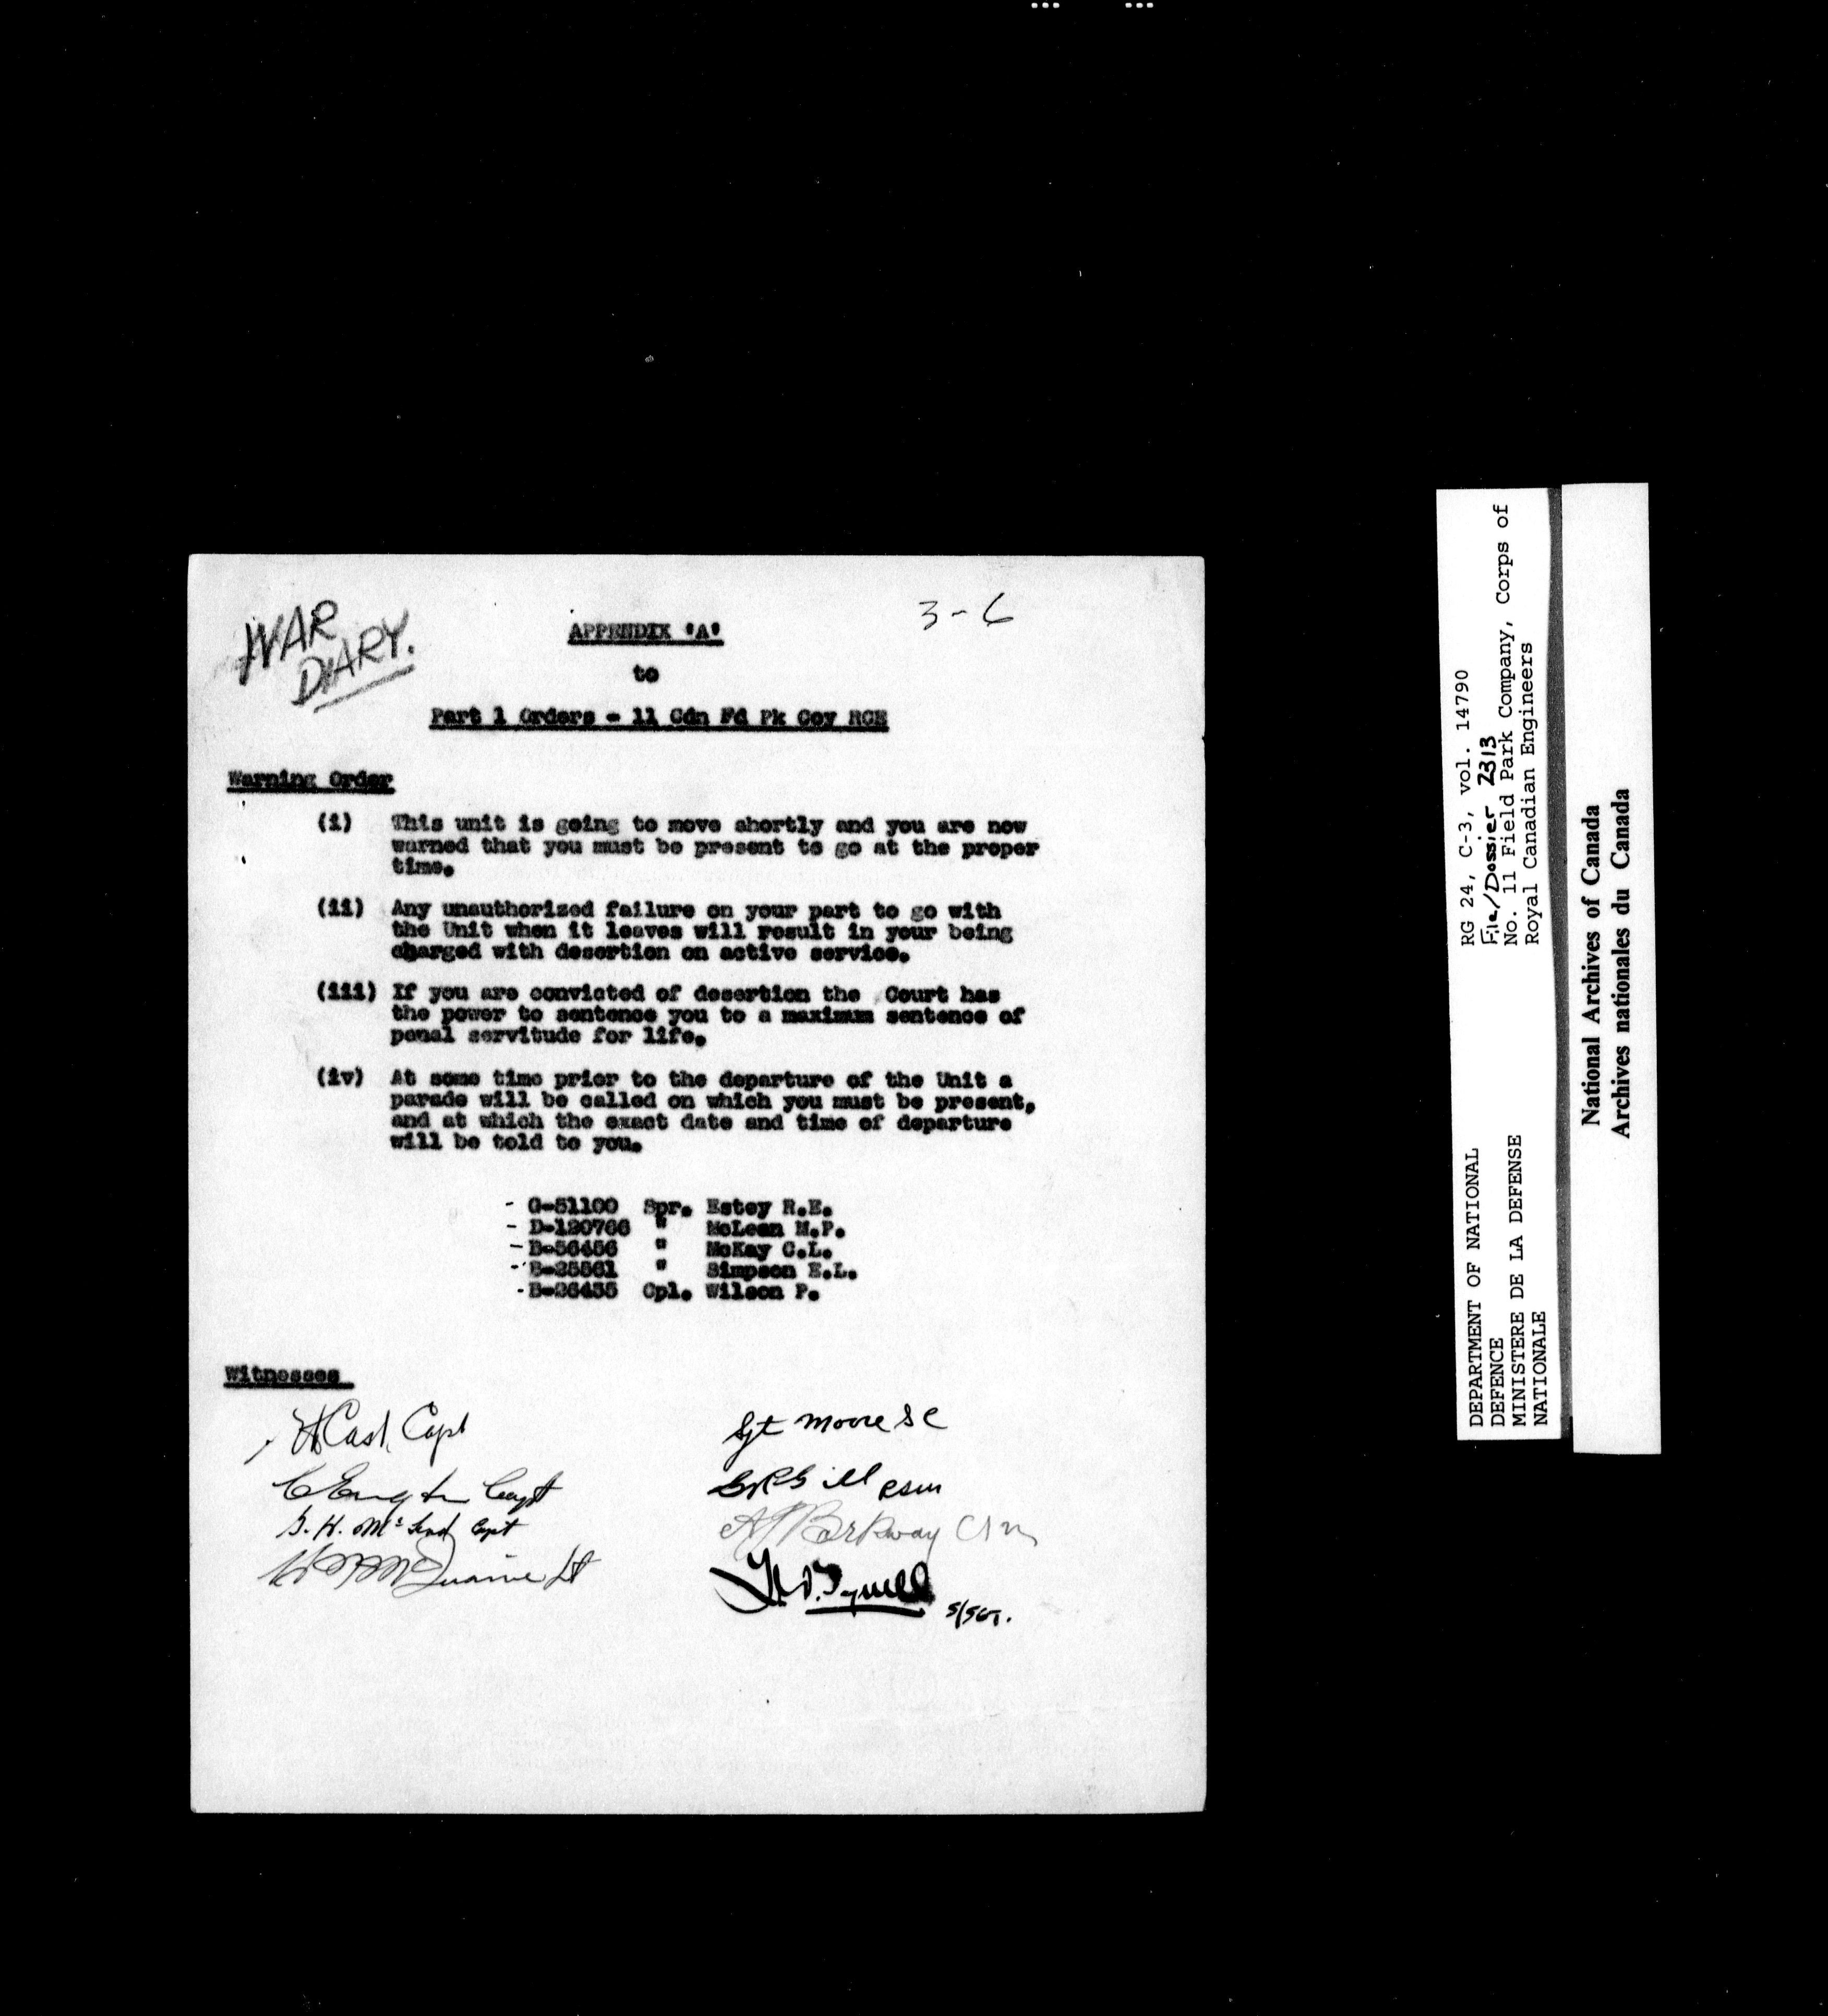 WAR
DIARY.
3-6
APPENDIX 'A'
to
Part 1 Orders - 11 Cdn Fd Pk Coy RCE
Warning Order
(i) This unit is going to move shortly and you are now
warned that you must be present to go at the proper
time.
(ii) Any unauthorized failure on your part to go with
the Unit when it leaves will result in your being
charged with desertion on active service.
(iii) If you are convicted of desertion the Court has
the power to sentence you to a maximum sentence of
penal servitude for life.
(iv) At some time prior to the departure of the Unit a
parade will be called on which you must be present,
and at which the exact date and time of departure
will be told to you.
- G-51100 Spr. Estey R.E.
- D-120766 " McLean M.P.
- B-56456 " McKay C.L.
- B-25561 " Simpson E.L.
- B-26435 Cpl. Wilson P.
Witnesses
Cash Capt
Capt
G. H. Capt
Lt
Sgt Moore S C
Gill RSM
Barkway CSM
S/SGT.
RG 24, C-3, vol. 14790
File/Dossier 2313
No. 11 Field Park Company, Corps of
Royal Canadian Engineers
DEPARTMENT OF NATIONAL
DEFENCE
MINISTERE DE LA DEFENSE
NATIONALE
National Archives of Canada
Archives nationales du Canada